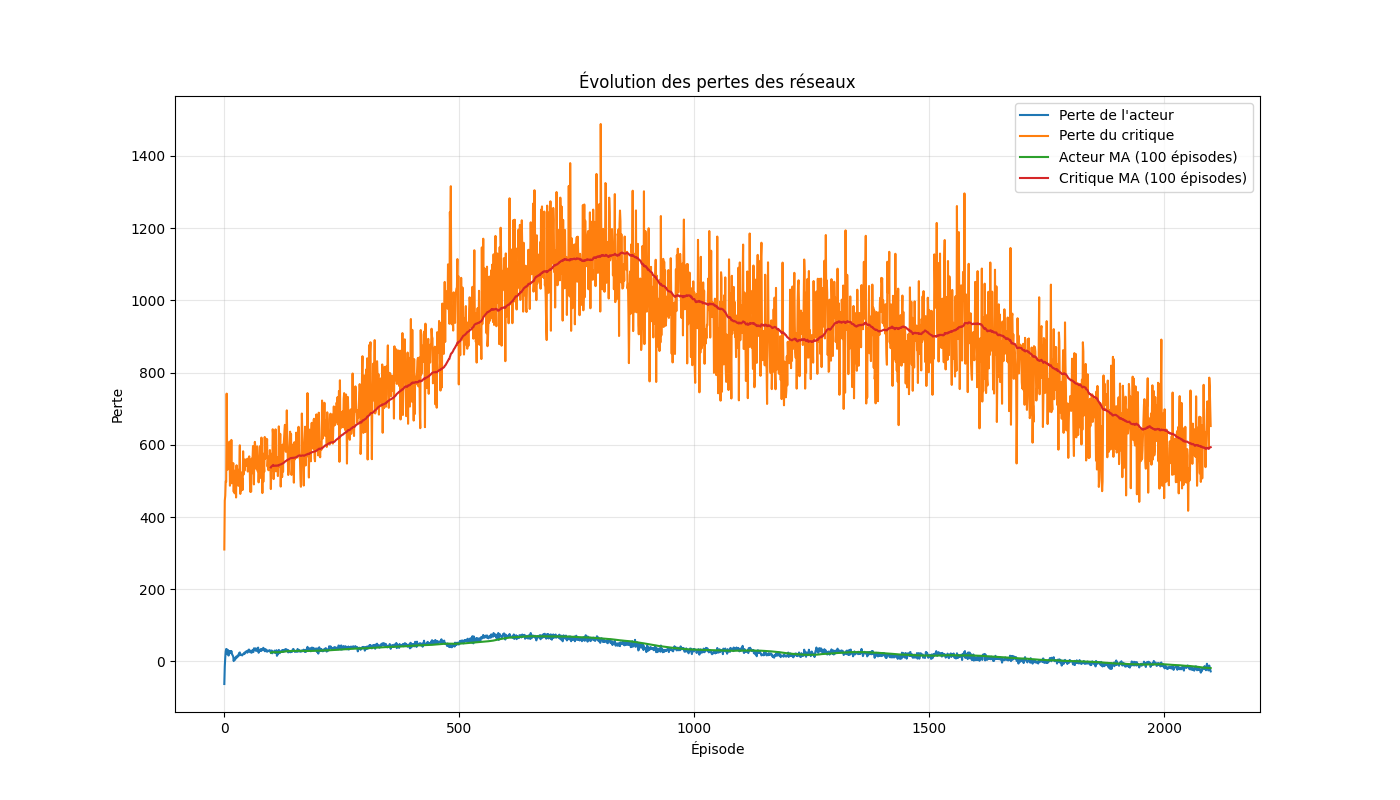 Évolution des pertes des réseaux
Perte de l'acteur
Perte du critique
Acteur MA (100 épisodes)
Critique MA (100 épisodes)
1400
1200
1000
800
600
400
200
0
Perte
0
500
1000
1500
2000
Épisode